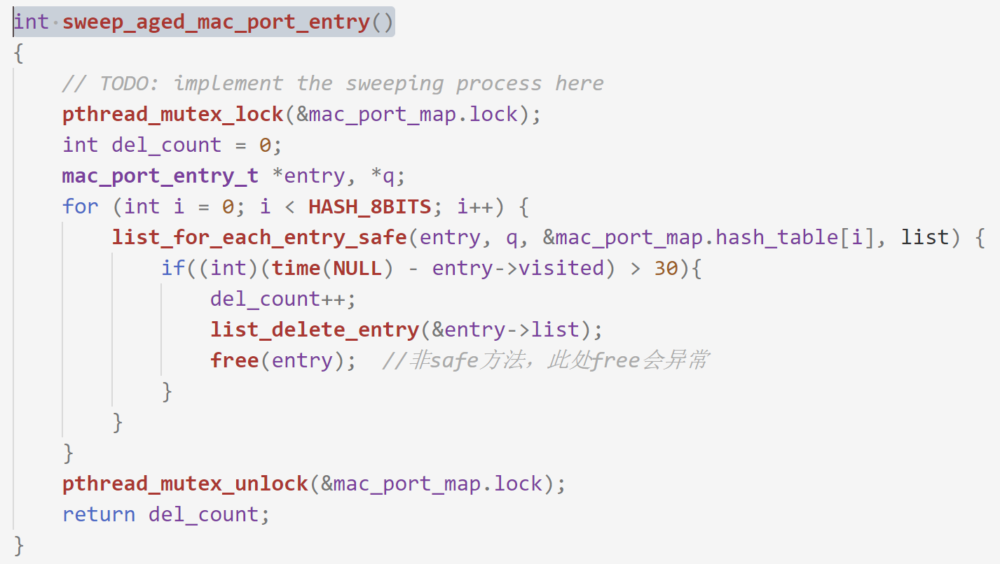 int sweep_aged_mac_port_entry()
{
    // TODO: implement the sweeping process here
    pthread_mutex_lock(&mac_port_map.lock);
    int del_count = 0;
    mac_port_entry_t *entry, *q;
    for (int i = 0; i < HASH_8BITS; i++) {
        list_for_each_entry_safe(entry, q, &mac_port_map.hash_table[i], list) {
            if((int)(time(NULL) - entry->visited) > 30){
                del_count++;
                list_delete_entry(&entry->list);
                free(entry);  //非safe方法，此处free会异常
            }
        }
    }
    pthread_mutex_unlock(&mac_port_map.lock);
    return del_count;
}